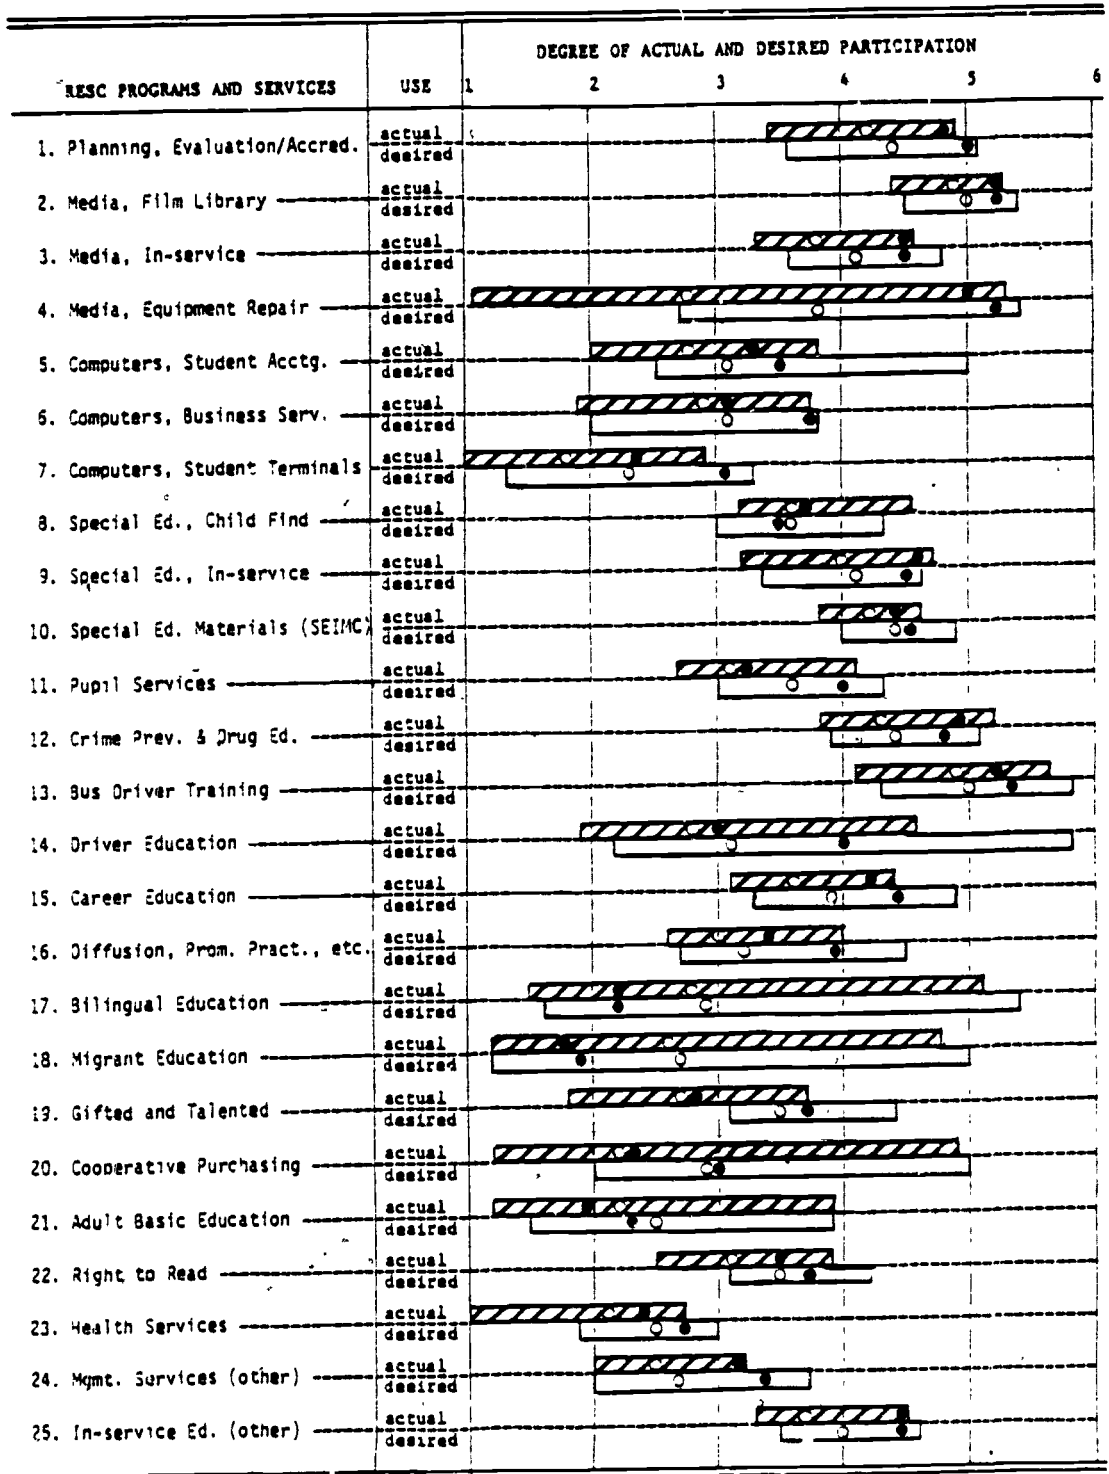 DEGREE OF ACTUAL AND DESIRED PARTICIPATION
RESC PROGRAMS AND SERVICES USE 1 2 3 4 5 6
1. Planning, Evaluation/Accred. actual desired
2. Media, Film Library actual desired
3. Media, In-service actual desired
4. Media, Equipment Repair actual desired
5. Computers, Student Acctg. actual desired
6. Computers, Business Serv. actual desired
7. Computers, Student Terminals actual desired
8. Special Ed., Child Find actual desired
9. Special Ed., In-service actual desired
10. Special Ed. Materials (SEIMC) actual desired
11. Pupil Services actual desired
12. Crime Prev. & Drug Ed. actual desired
13. Bus Driver Training actual desired
14. Driver Education actual desired
15. Career Education actual desired
16. Diffusion, Prom. Pract., etc. actual desired
17. Bilingual Education actual desired
18. Migrant Education actual desired
19. Gifted and Talented actual desired
20. Cooperative Purchasing actual desired
21. Adult Basic Education actual desired
22. Right to Read actual desired
23. Health Services actual desired
24. Mgmt. Services (other) actual desired
25. In-service Ed. (other) actual desired